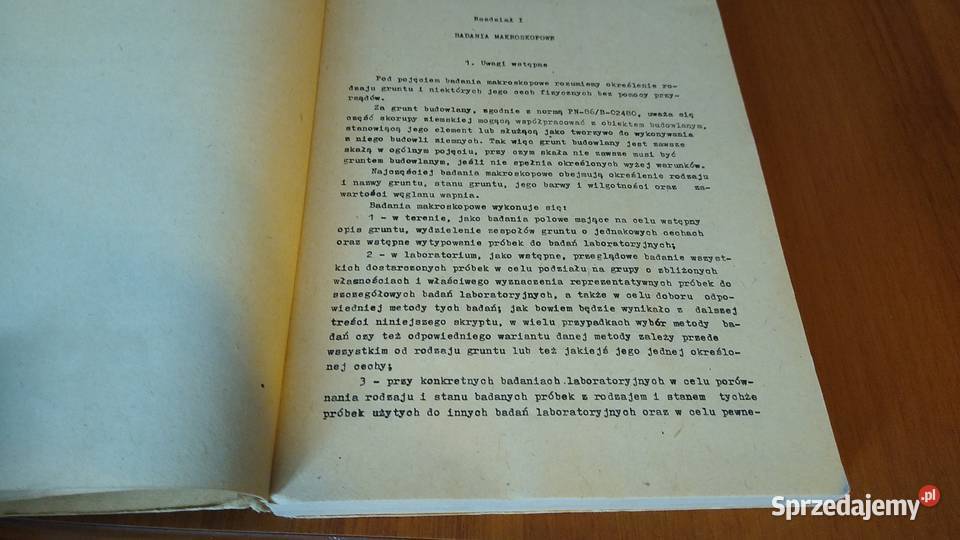 Rozdział I
BADANIA MAKROSKOPOWE
1. Uwagi wstępne
Pod pojęciem badania makroskopowe rozumiemy określenie ro-
dzaju gruntu i niektórych jego cech fizycznych bez pomocy przy-
rządów.
Za grunt budowlany, zgodnie z normą PN-86/B-02480, uważa się
część skorupy ziemskiej mogącą współpracować z obiektem budowlanym,
stanowiącą jego element lub służącą jako tworzywo do wykonywania
z niego budowli ziemnych. Tak więc grunt budowlany jest zawsze
skałą w ogólnym pojęciu, przy czym skała nie zawsze musi być
gruntem budowlanym, jeśli nie spełnia określonych wyżej warunków.
Najczęściej badania makroskopowe obejmują określenie rodzaju
i nazwy gruntu, stanu gruntu, jego barwy i wilgotności oraz za-
wartości węglanu wapnia.
Badania makroskopowe wykonuje się:
1 - w terenie, jako badania polowe mające na celu wstępny
opis gruntu, wydzielenie zespołów gruntu o jednakowych cechach
oraz wstępne wytypowanie próbek do badań laboratoryjnych;
2 - w laboratorium, jako wstępne, przeglądowe badanie wszyst-
kich dostarczonych próbek w celu podziału na grupy o zbliżonych
własnościach i właściwego wyznaczenia reprezentatywnych próbek do
szczegółowych badań laboratoryjnych, a także w celu doboru odpo-
wiedniej metody tych badań; jak bowiem będzie wynikało z dalszej
treści niniejszego skryptu, w wielu przypadkach wybór metody ba-
dań czy też odpowiedniego wariantu danej metody zależy przede
wszystkim od rodzaju gruntu lub też jakiejś jego jednej określo-
nej cechy;
3 - przy konkretnych badaniach laboratoryjnych w celu porów-
nania rodzaju i stanu badanych próbek z rodzajem i stanem tychże
próbek użytych do innych badań laboratoryjnych oraz w celu pewne-
Sprzedajemy.pl